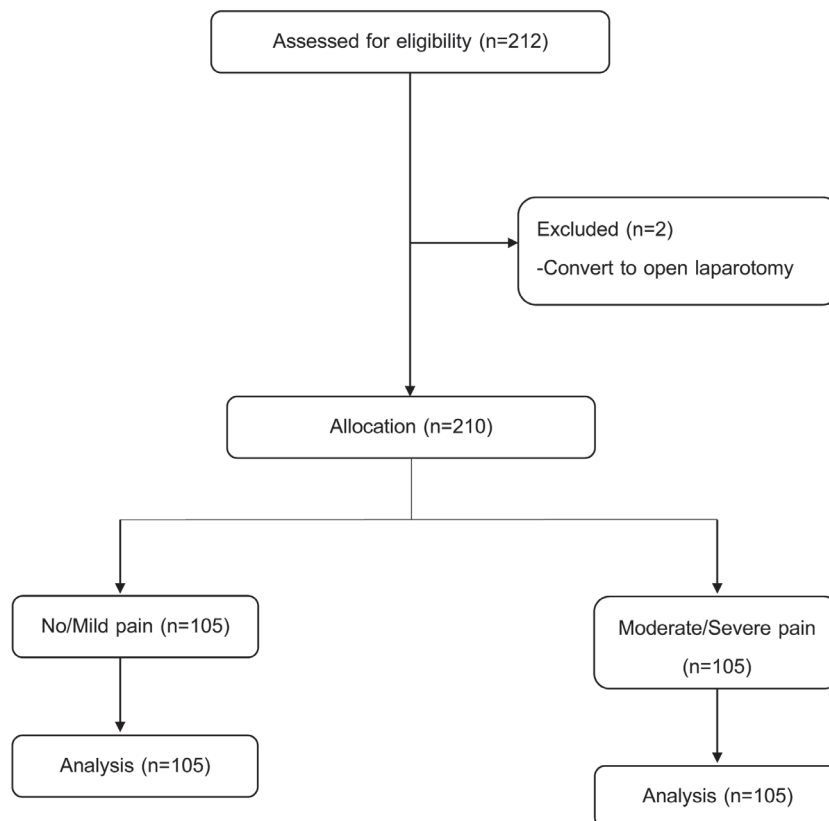 Assessed for eligibility (n=212)
Excluded (n=2)
-Convert to open laparotomy
Allocation (n=210)
No/Mild pain (n=105)
Moderate/Severe pain
(n=105)
Analysis (n=105)
Analysis (n=105)